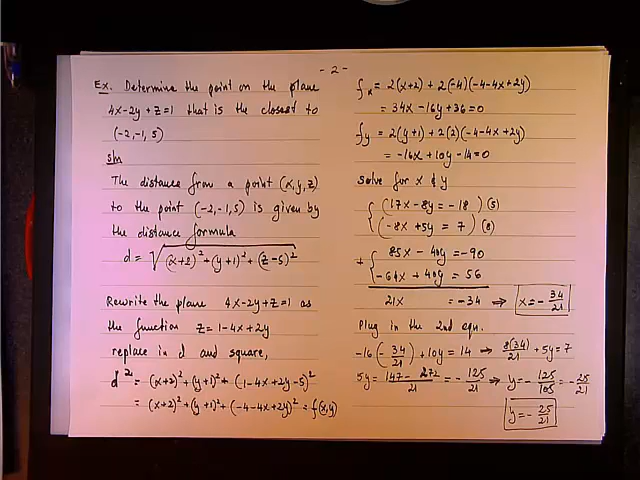 - 2 -
Ex. Determine the point on the plane
4x-2y+z=1 that is the closest to
(-2,-1, 5)
Sln
The distance from a point (x,y,z)
to the point (-2,-1,5) is given by
the distance formula
d = √(x+2)²+(y+1)²+(z-5)²
Rewrite the plane 4x-2y+z=1 as
the function z=1-4x+2y
replace in d and square,
d² = (x+2)²+(y+1)²+(1-4x+2y-5)²
= (x+2)²+(y+1)²+(-4-4x+2y)² = f(x,y)
fx = 2(x+2)+2(-4)(-4-4x+2y)
= 34x-16y+36=0
fy = 2(y+1)+2(2)(-4-4x+2y)
= -16x+10y-14=0
Solve for x & y
{ (17x-8y=-18) (5)
(-8x+5y=7) (8)
+ { 85x-40y=-90
-64x+40y=56
21x = -34 ⇒ x=-34/21
Plug in the 2nd eqn.
-16(-34/21)+10y=14 ⇒ 8(34)/21+5y=7
5y= 147-272/21 = -125/21 ⇒ y=-125/105=-25/21
y=-25/21